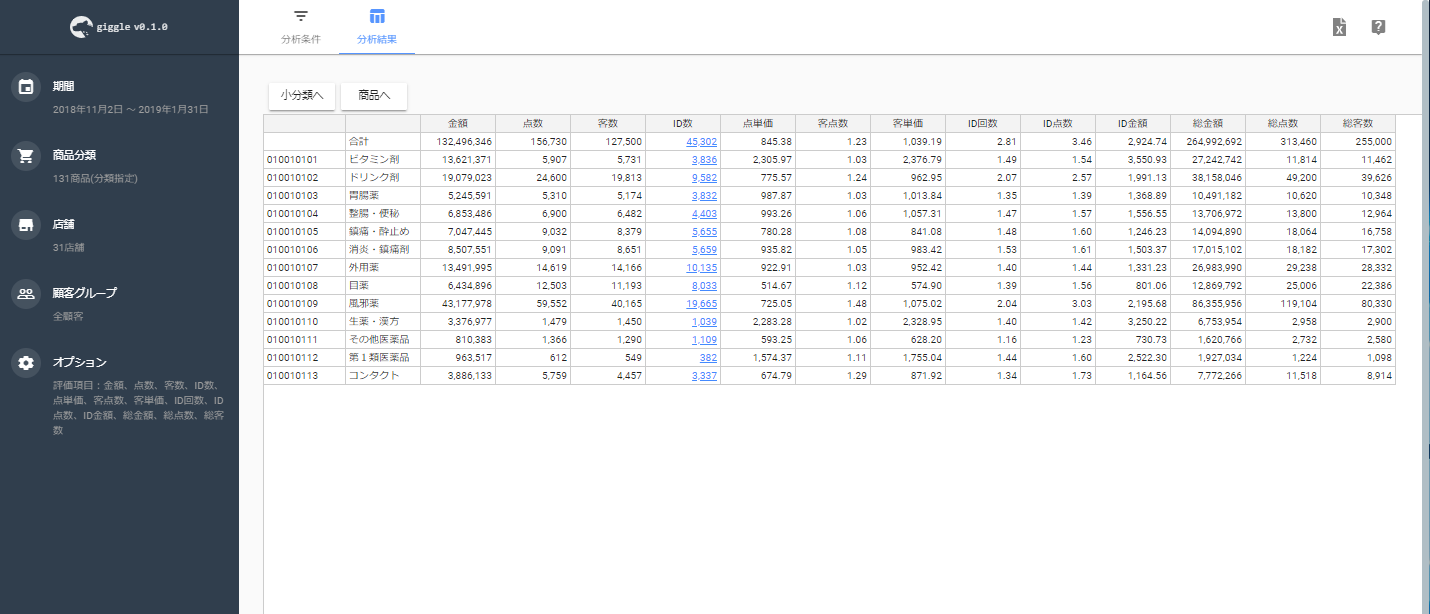 giggle v0.1.0
期間
2018年11月2日 ～ 2019年1月31日
商品分類
131商品(分類指定)
店舗
31店舗
顧客グループ
全顧客
オプション
評価項目：金額、点数、客数、ID数、
点単価、客点数、客単価、ID回数、ID
点数、ID金額、総金額、総点数、総客
数
分析条件 分析結果
小分類へ 商品へ
金額 点数 客数 ID数 点単価 客点数 客単価 ID回数 ID点数 ID金額 総金額 総点数 総客数
合計 132,496,346 156,730 127,500 45,302 845.38 1.23 1,039.19 2.81 3.46 2,924.74 264,992,692 313,460 255,000
010010101 ビタミン剤 13,621,371 5,907 5,731 3,836 2,305.97 1.03 2,376.79 1.49 1.54 3,550.93 27,242,742 11,814 11,462
010010102 ドリンク剤 19,079,023 24,600 19,813 9,582 775.57 1.24 962.95 2.07 2.57 1,991.13 38,158,046 49,200 39,626
010010103 胃腸薬 5,245,591 5,310 5,174 3,832 987.87 1.03 1,013.84 1.35 1.39 1,368.89 10,491,182 10,620 10,348
010010104 整腸・便秘 6,853,486 6,900 6,482 4,403 993.26 1.06 1,057.31 1.47 1.57 1,556.55 13,706,972 13,800 12,964
010010105 鎮痛・酔止め 7,047,445 9,032 8,379 5,655 780.28 1.08 841.08 1.48 1.60 1,246.23 14,094,890 18,064 16,758
010010106 消炎・鎮痛剤 8,507,551 9,091 8,651 5,659 935.82 1.05 983.42 1.53 1.61 1,503.37 17,015,102 18,182 17,302
010010107 外用薬 13,491,995 14,619 14,166 10,135 922.91 1.03 952.42 1.40 1.44 1,331.23 26,983,990 29,238 28,332
010010108 目薬 6,434,896 12,503 11,193 8,033 514.67 1.12 574.90 1.39 1.56 801.06 12,869,792 25,006 22,386
010010109 風邪薬 43,177,978 59,552 40,165 19,665 725.05 1.48 1,075.02 2.04 3.03 2,195.68 86,355,956 119,104 80,330
010010110 生薬・漢方 3,376,977 1,479 1,450 1,039 2,283.28 1.02 2,328.95 1.40 1.42 3,250.22 6,753,954 2,958 2,900
010010111 その他医薬品 810,383 1,366 1,290 1,109 593.25 1.06 628.20 1.16 1.23 730.73 1,620,766 2,732 2,580
010010112 第１類医薬品 963,517 612 549 382 1,574.37 1.11 1,755.04 1.44 1.60 2,522.30 1,927,034 1,224 1,098
010010113 コンタクト 3,886,133 5,759 4,457 3,337 674.79 1.29 871.92 1.34 1.73 1,164.56 7,772,266 11,518 8,914